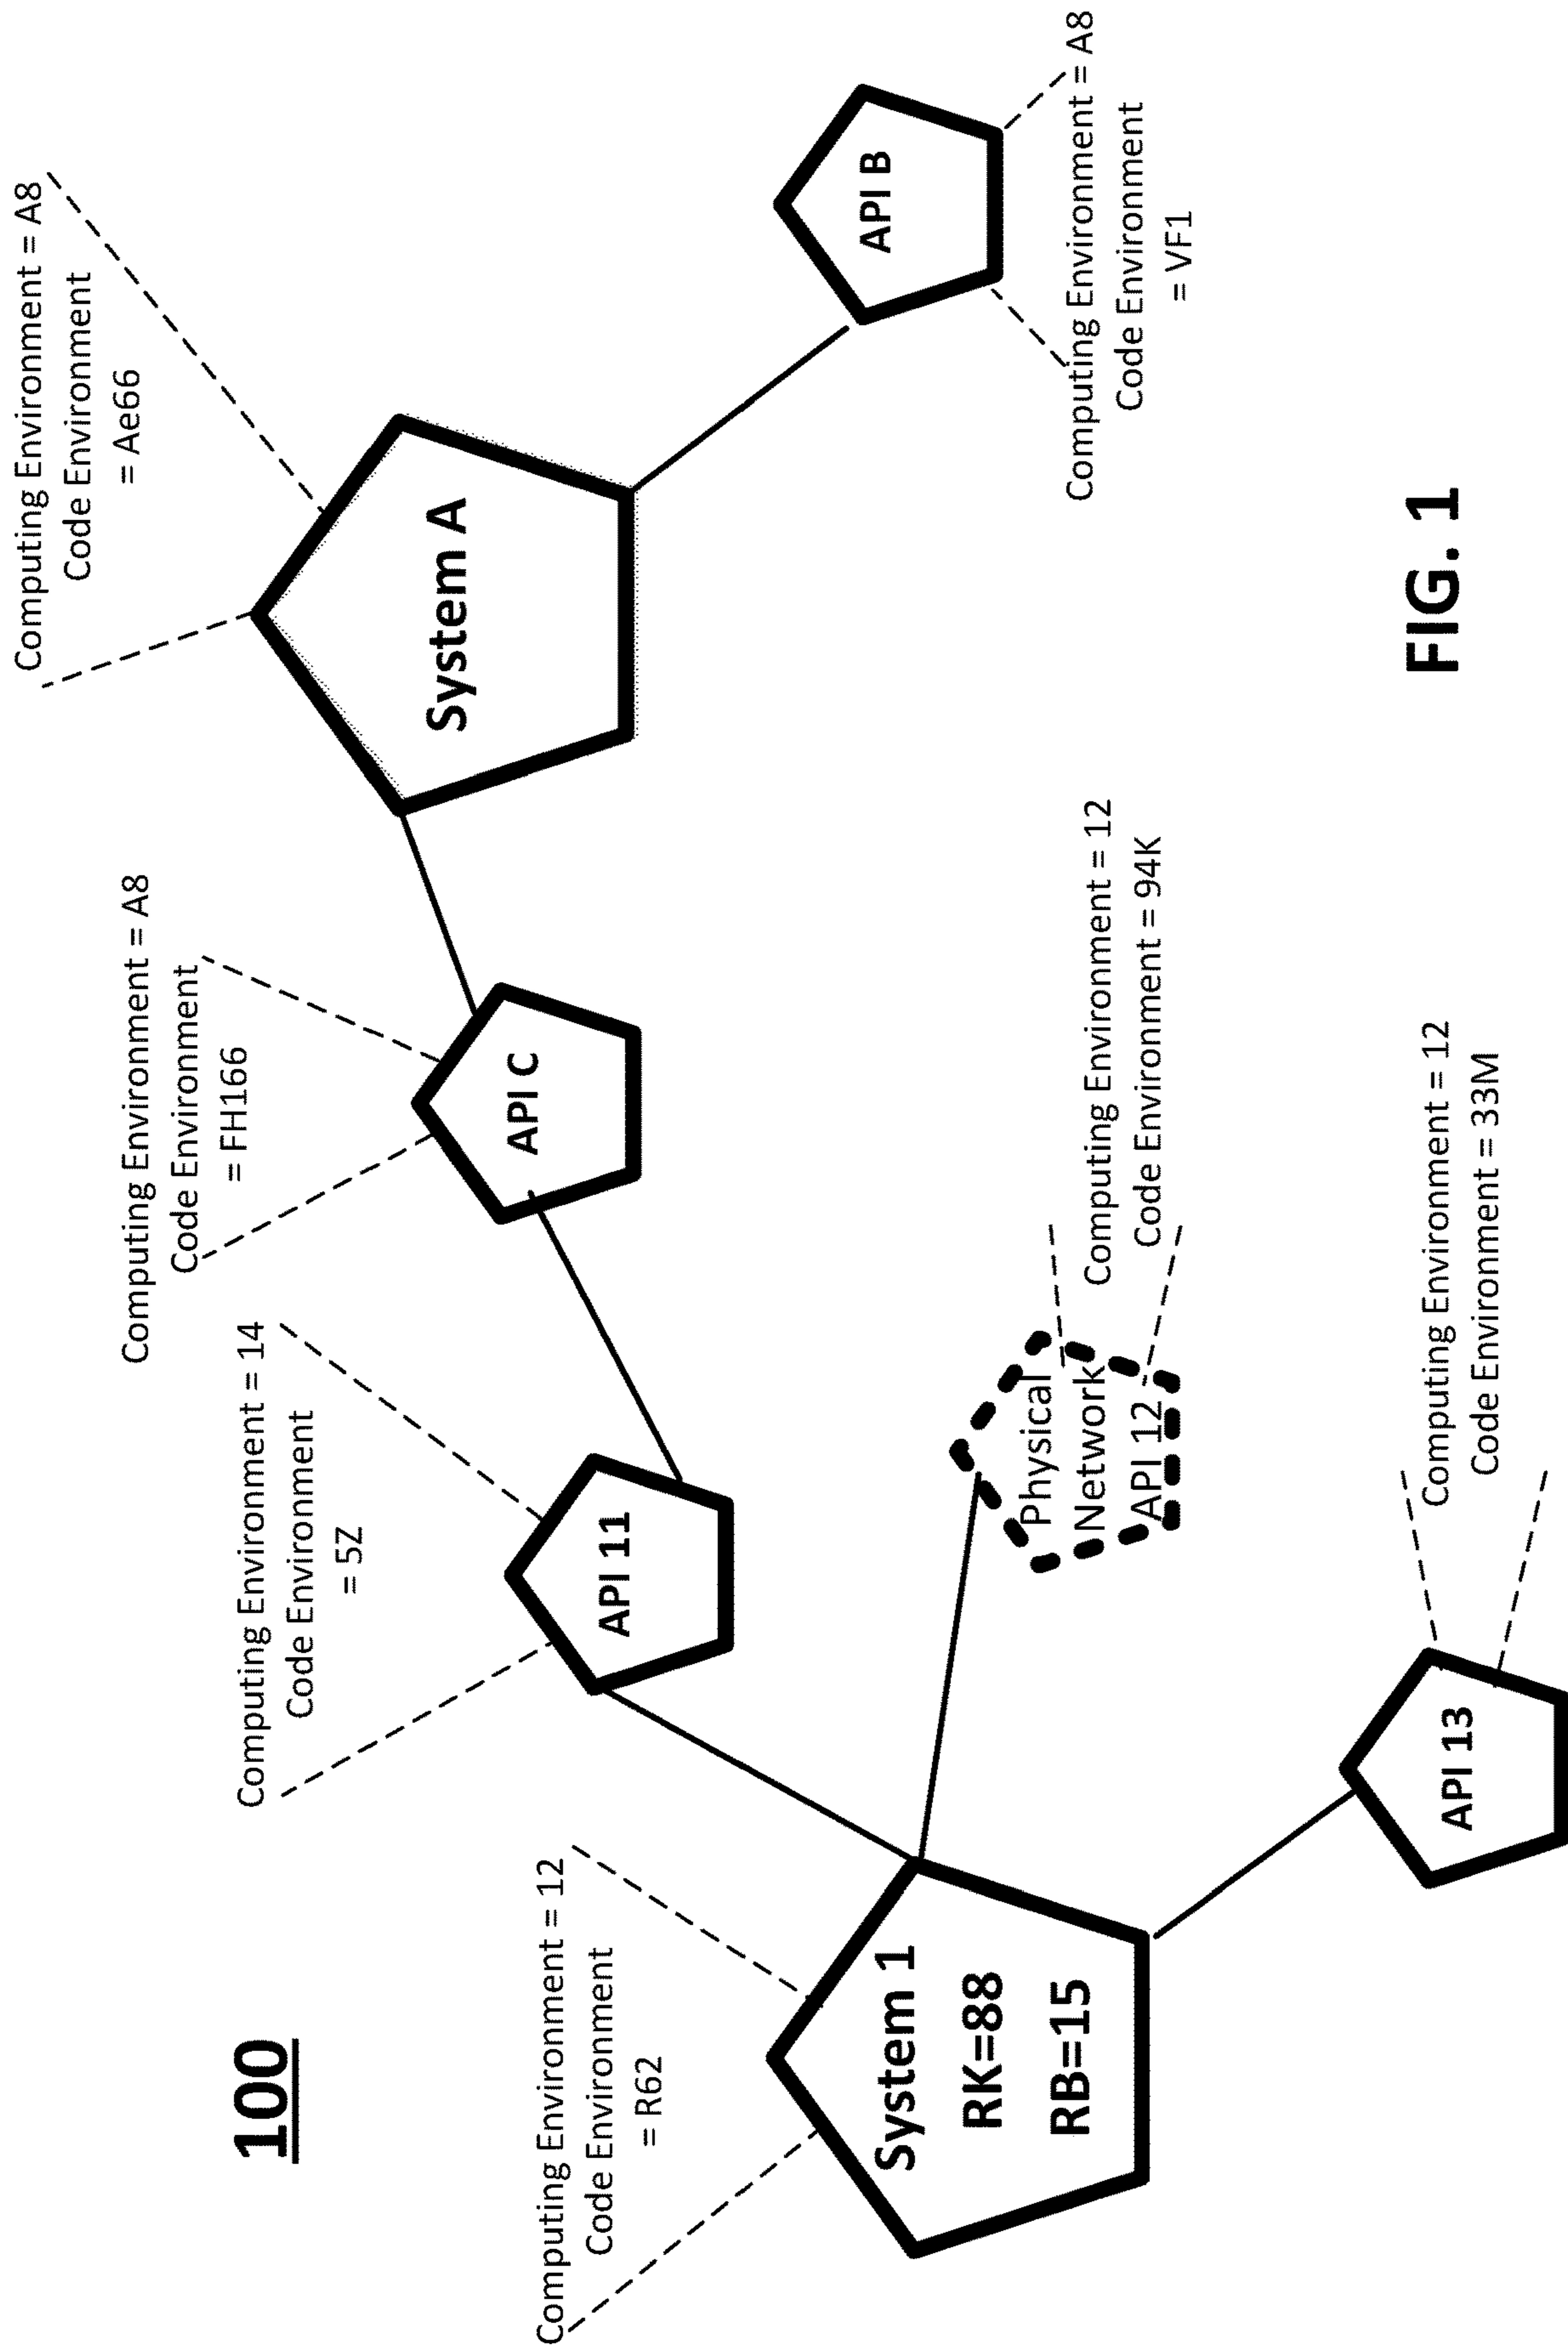 100
Computing Environment = 12
Code Environment
= R62
System 1
RK=88
RB=15
Computing Environment = 14
Code Environment
= 5Z
API 11
Computing Environment = A8
Code Environment
= FH166
API C
Computing Environment = A8
Code Environment
= Ae66
System A
API B
Computing Environment = A8
Code Environment
= VF1
Physical
Network
API 12
Computing Environment = 12
Code Environment = 94K
API 13
Computing Environment = 12
Code Environment = 33M
FIG. 1